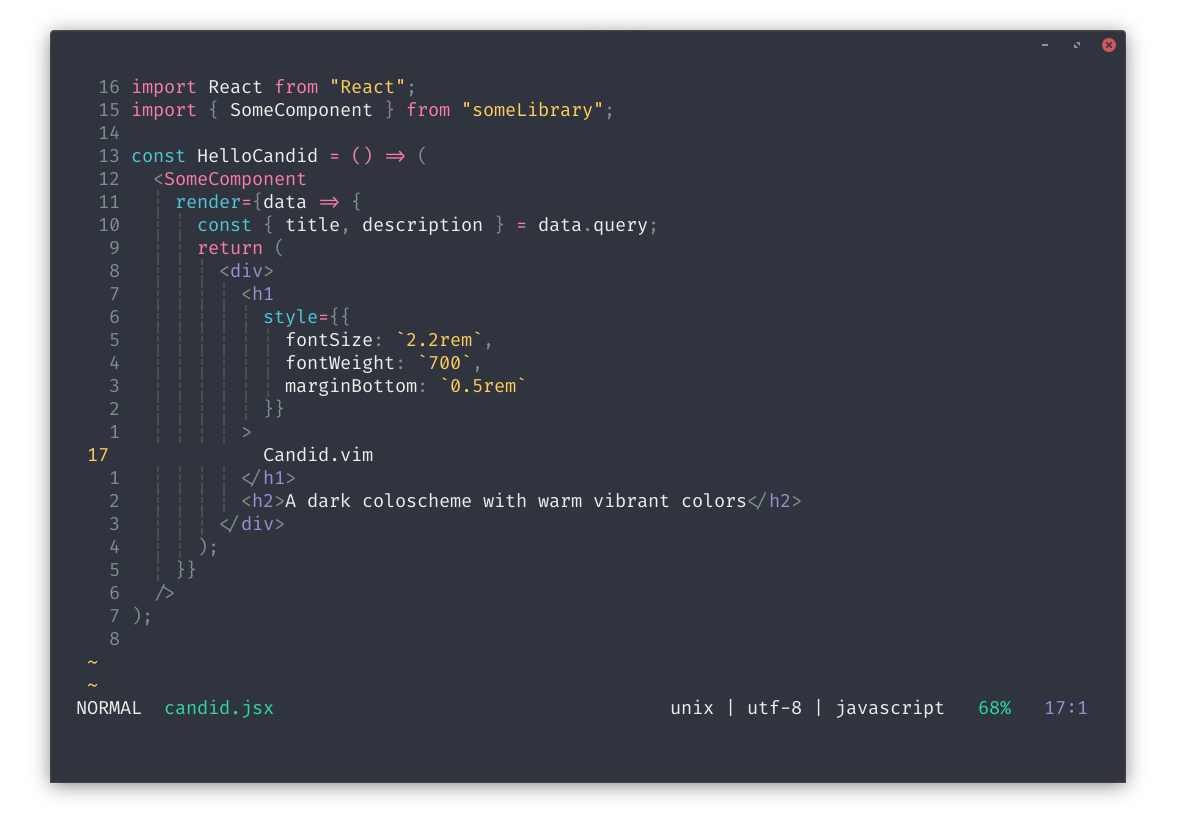 16 import React from "React";
15 import { SomeComponent } from "someLibrary";
14
13 const HelloCandid = () => (
12   <SomeComponent
11     render={data => {
10       const { title, description } = data.query;
 9       return (
 8         <div>
 7           <h1
 6             style={{
 5               fontSize: `2.2rem`,
 4               fontWeight: `700`,
 3               marginBottom: `0.5rem`
 2             }}
 1           >
17             Candid.vim
 1           </h1>
 2           <h2>A dark coloscheme with warm vibrant colors</h2>
 3         </div>
 4       );
 5     }}
 6   />
 7 );
 8
~
~
NORMAL candid.jsx unix | utf-8 | javascript 68% 17:1